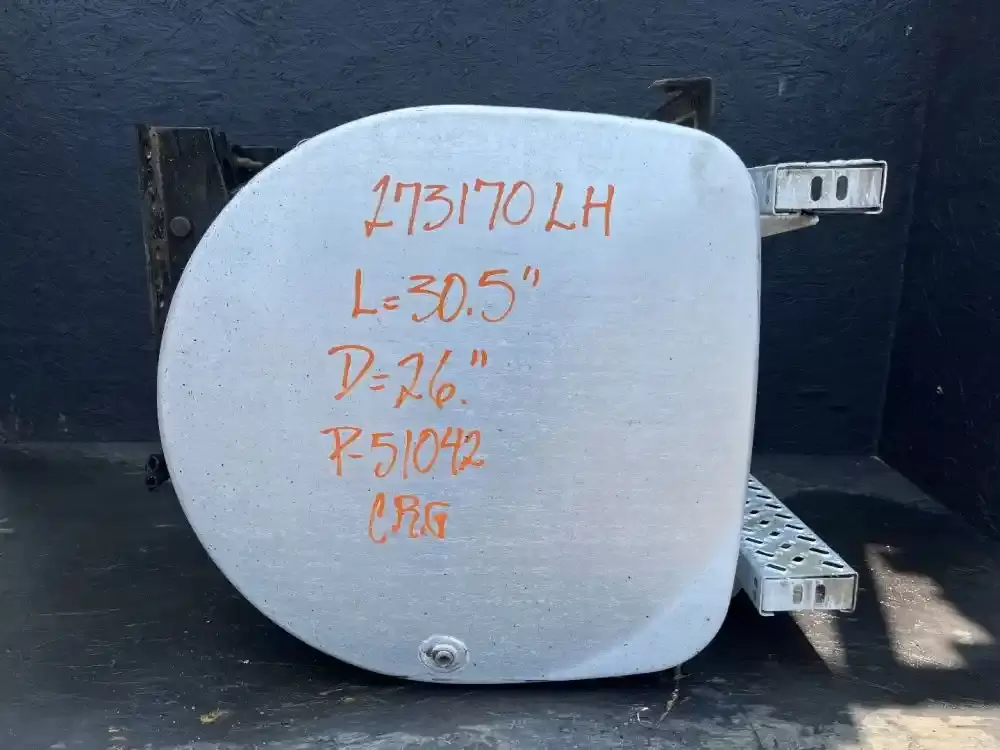 273170 LH
L=30.5"
D=26."
P-51042
CRG